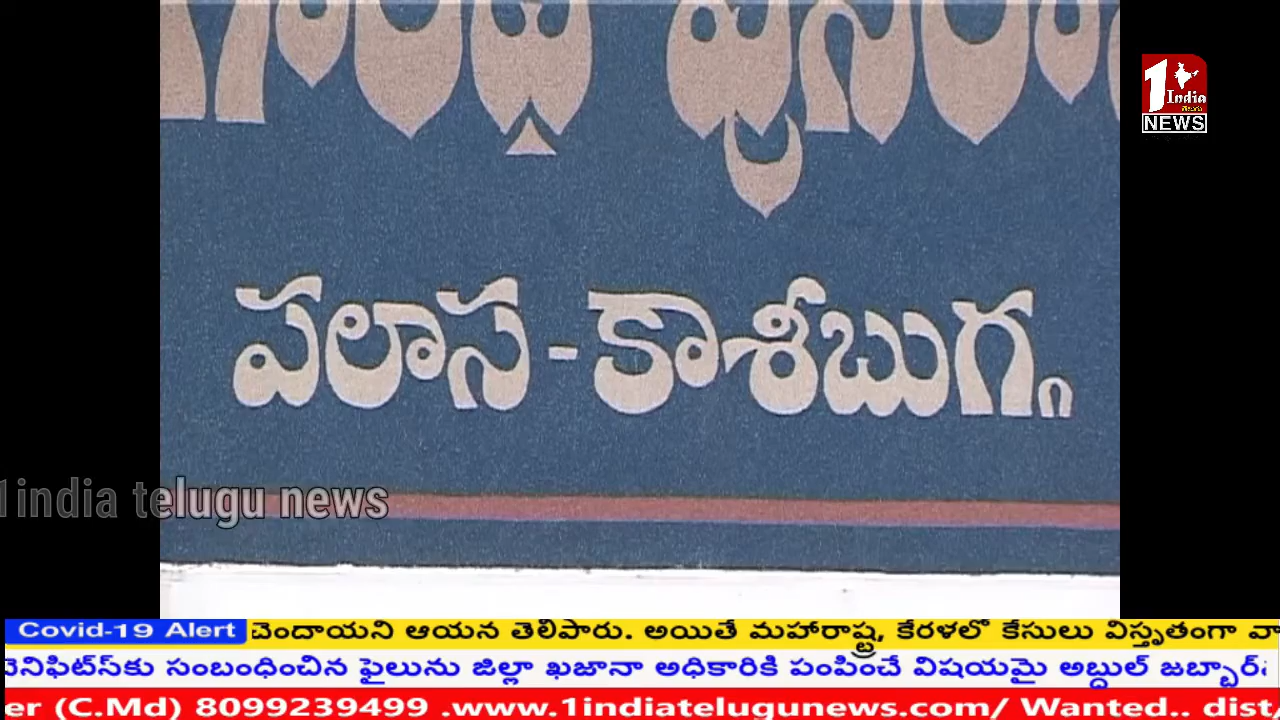 1
India
తెలుగు
NEWS
పలాస - కాశీబుగ్గ
1india telugu news
Covid-19 Alert చెందాయని ఆయన తెలిపారు. అయితే మహారాష్ట్ర, కేరళలో కేసులు విస్తృతంగా
సంబంధించిన ఫైలును జిల్లా ఖజానా అధికారికి పంపించే విషయమై అబ్దుల్ జబ్బార్
er (C.Md) 8099239499 .www.1indiatelugunews.com/ Wanted.. dist/